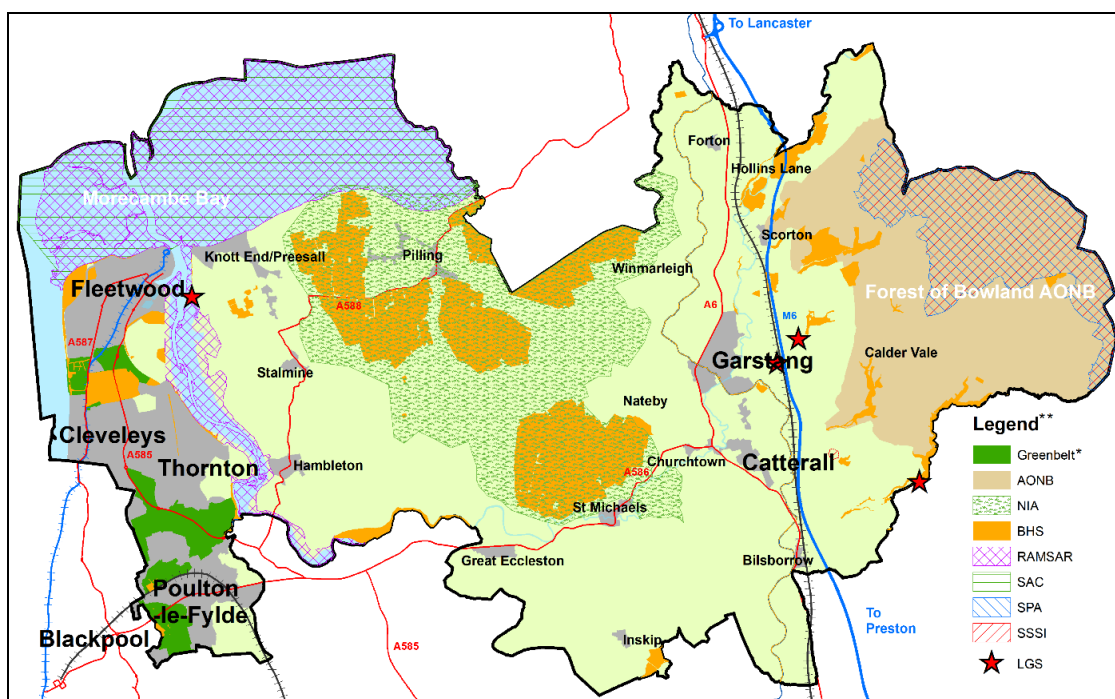 To Lancaster
Forton
Hollins Lane
Morecambe Bay
Scorton
Knott End/Preesall
Pilling
Winmarleigh
Fleetwood
A588
A6
M6
Forest of Bowland AONB
A587
Garstang
Calder Vale
Stalmine
Nateby
Cleveleys
A585
Thornton
Hambleton
Churchtown
A586
Catterall
St Michaels
Great Eccleston
Bilsborrow
Poulton
-le-Fylde
Blackpool
A585
Inskip
To
Preston
Legend**
Greenbelt*
AONB
NIA
BHS
RAMSAR
SAC
SPA
SSSI
LGS